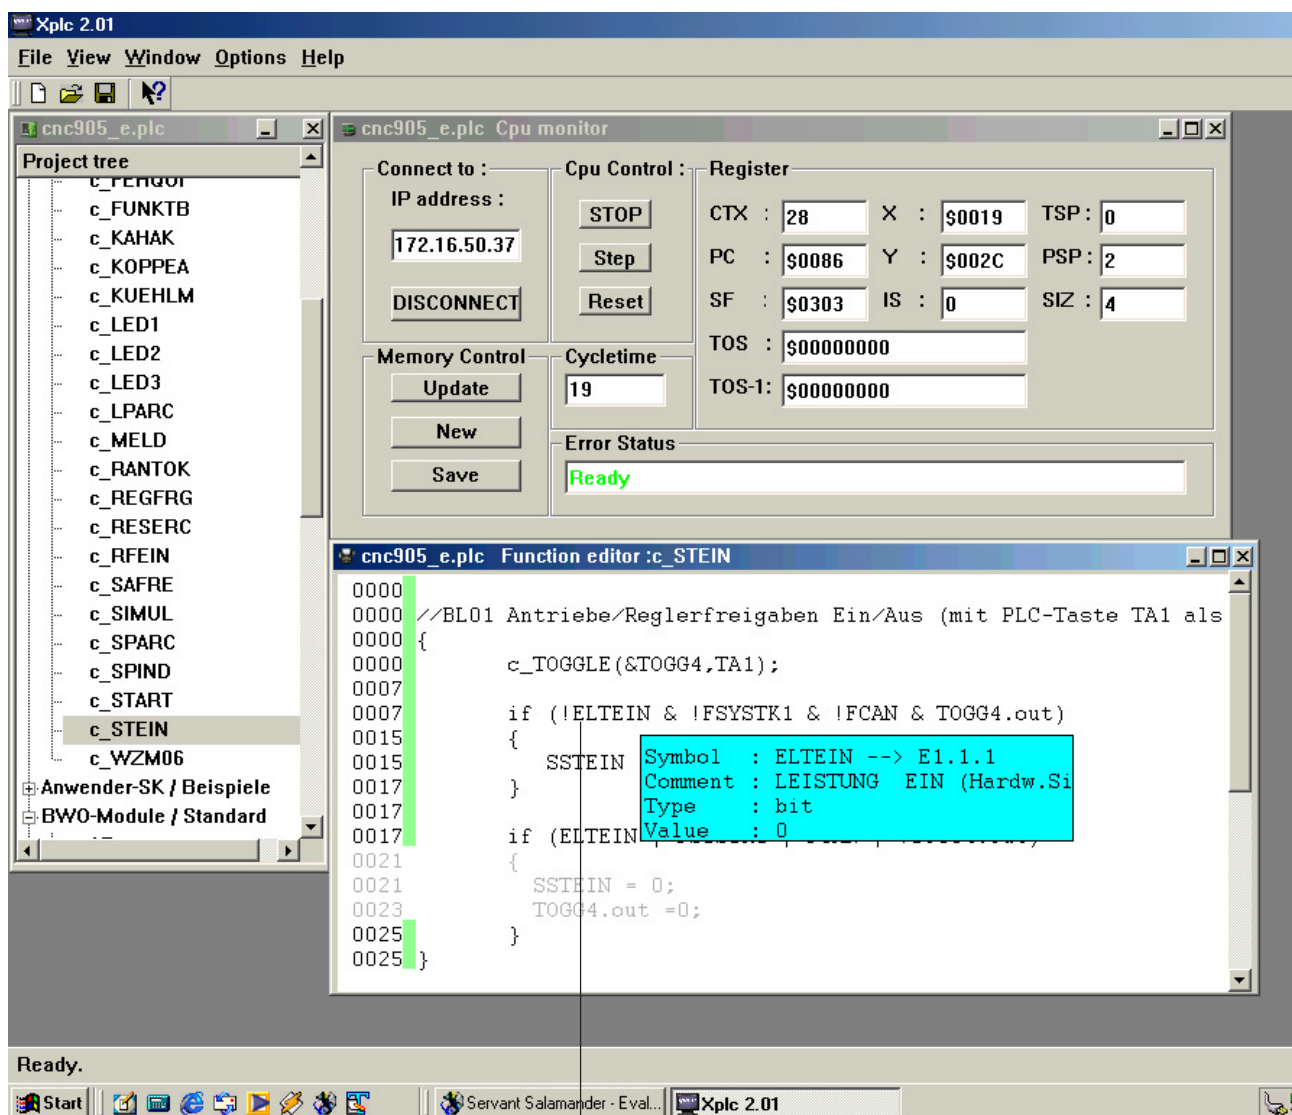 Xplc 2.01
File View Window Options Help
cnc905_e.plc
Project tree
c_FUNKTB
c_KAHAK
c_KOPPEA
c_KUEHLM
c_LED1
c_LED2
c_LED3
c_LPARC
c_MELD
c_RANTOK
c_REGFRG
c_RESERC
c_RFEIN
c_SAFRE
c_SIMUL
c_SPARC
c_SPIND
c_START
c_STEIN
c_WZM06
Anwender-SK / Beispiele
BWO-Module / Standard
cnc905_e.plc Cpu monitor
Connect to :
IP address :
172.16.50.37
DISCONNECT
Cpu Control :
STOP
Step
Reset
Register
CTX : 28 X : $0019 TSP : 0
PC : $0086 Y : $002C PSP : 2
SF : $0303 IS : 0 SIZ : 4
TOS : $00000000
TOS-1: $00000000
Memory Control
Update
New
Save
Cycletime
19
Error Status
Ready
cnc905_e.plc Function editor :c_STEIN
0000
0000 //BL01 Antriebe/Reglerfreigaben Ein/Aus (mit PLC-Taste TA1 als
0000 {
0000 c_TOGGLE(&TOGG4,TA1);
0007
0007 if (!ELTEIN & !FSYSTK1 & !FCAN & TOGG4.out)
0015 {
0015 SSTEIN
0017 }
0017
0017 if (ELTEIN
0021 {
0021 SSTEIN = 0;
0023 TOGG4.out =0;
0025 }
0025 }
Symbol : ELTEIN --> E1.1.1
Comment : LEISTUNG EIN (Hardw.Si
Type : bit
Value : 0
Ready.
Start
Servant Salamander - Eval...
Xplc 2.01